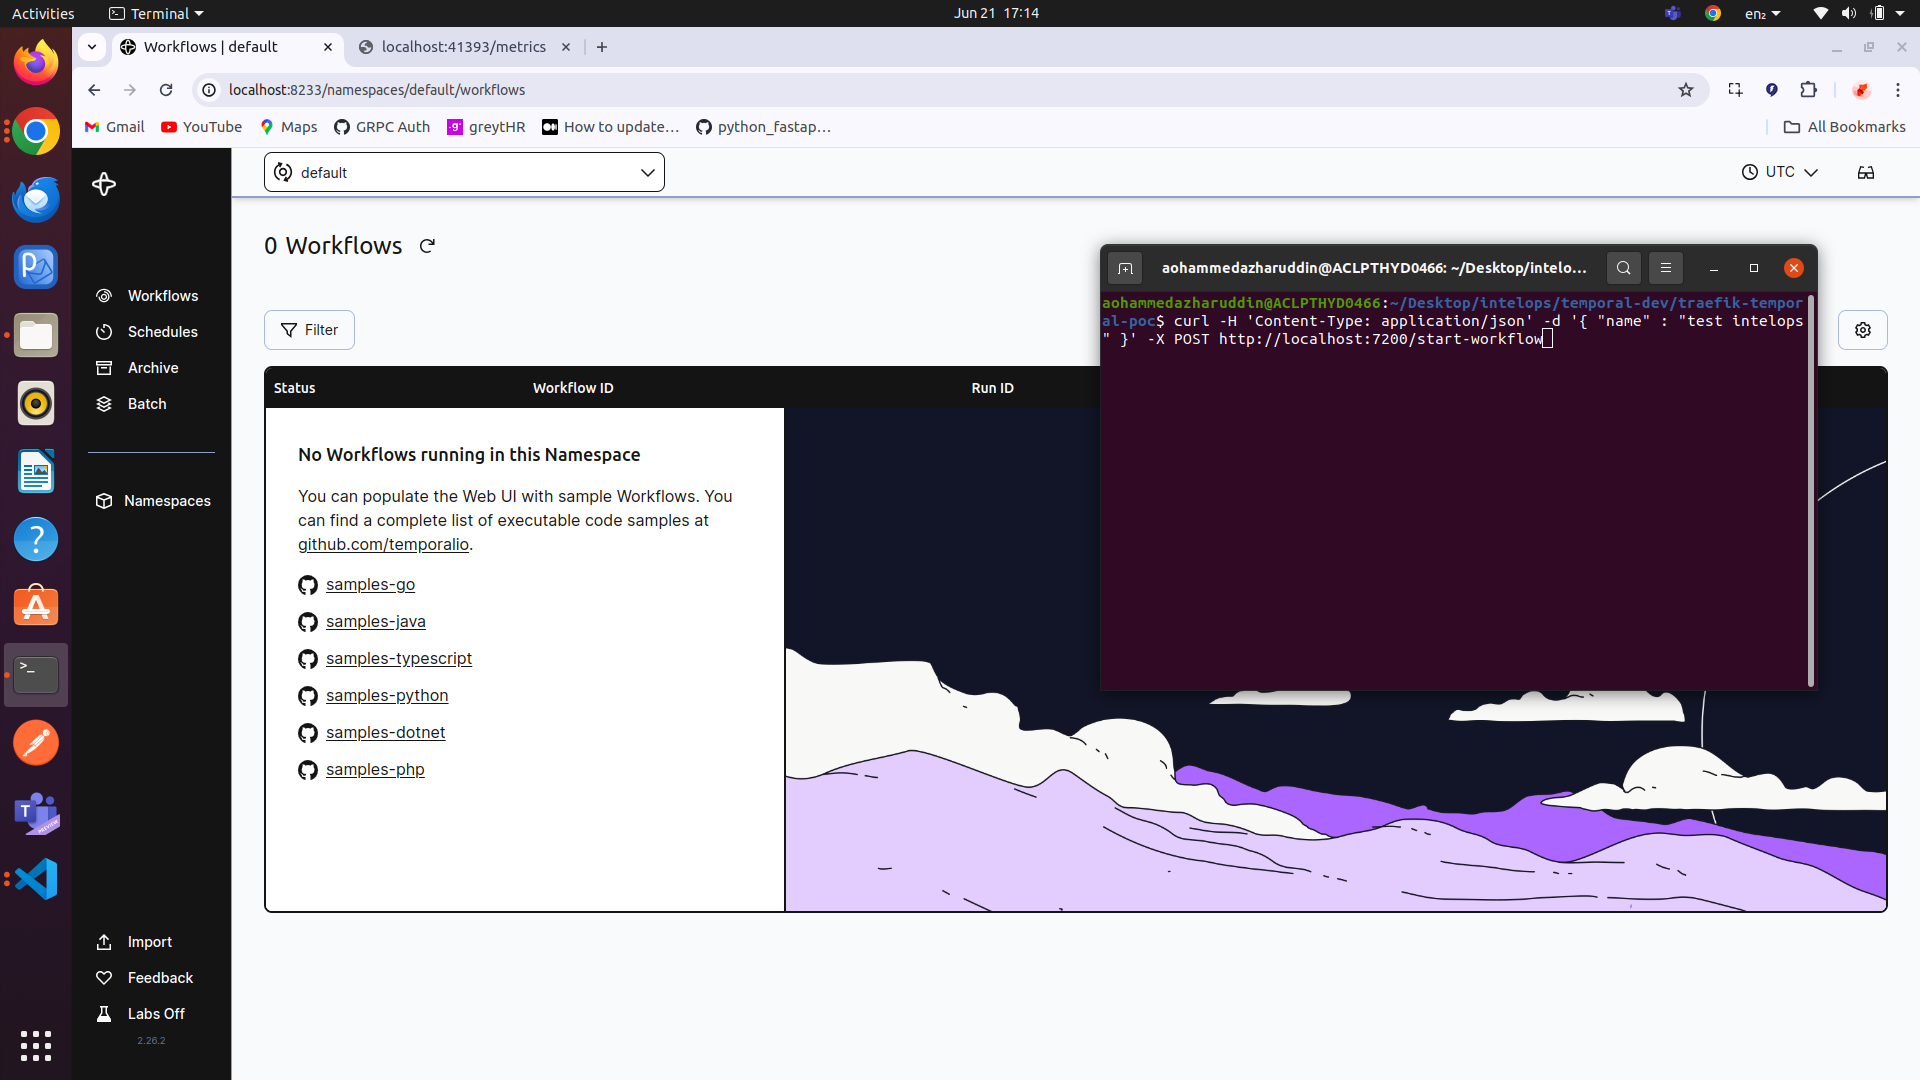 Activities
Terminal
Jun 21 17:14
en₂
Workflows | default
localhost:41393/metrics
localhost:8233/namespaces/default/workflows
Gmail
YouTube
Maps
GRPC Auth
greytHR
How to update…
python_fastap…
All Bookmarks
default
UTC
0 Workflows
Workflows
Schedules
Archive
Batch
Namespaces
Import
Feedback
Labs Off
2.26.2
Filter
Status
Workflow ID
Run ID
No Workflows running in this Namespace
You can populate the Web UI with sample Workflows. You
can find a complete list of executable code samples at
github.com/temporalio.
samples-go
samples-java
samples-typescript
samples-python
samples-dotnet
samples-php
aohammedazharuddin@ACLPTHYD0466: ~/Desktop/intelo...
aohammedazharuddin@ACLPTHYD0466:~/Desktop/intelops/temporal-dev/traefik-tempor
al-poc$ curl -H 'Content-Type: application/json' -d '{ "name" : "test intelops
" }' -X POST http://localhost:7200/start-workflow